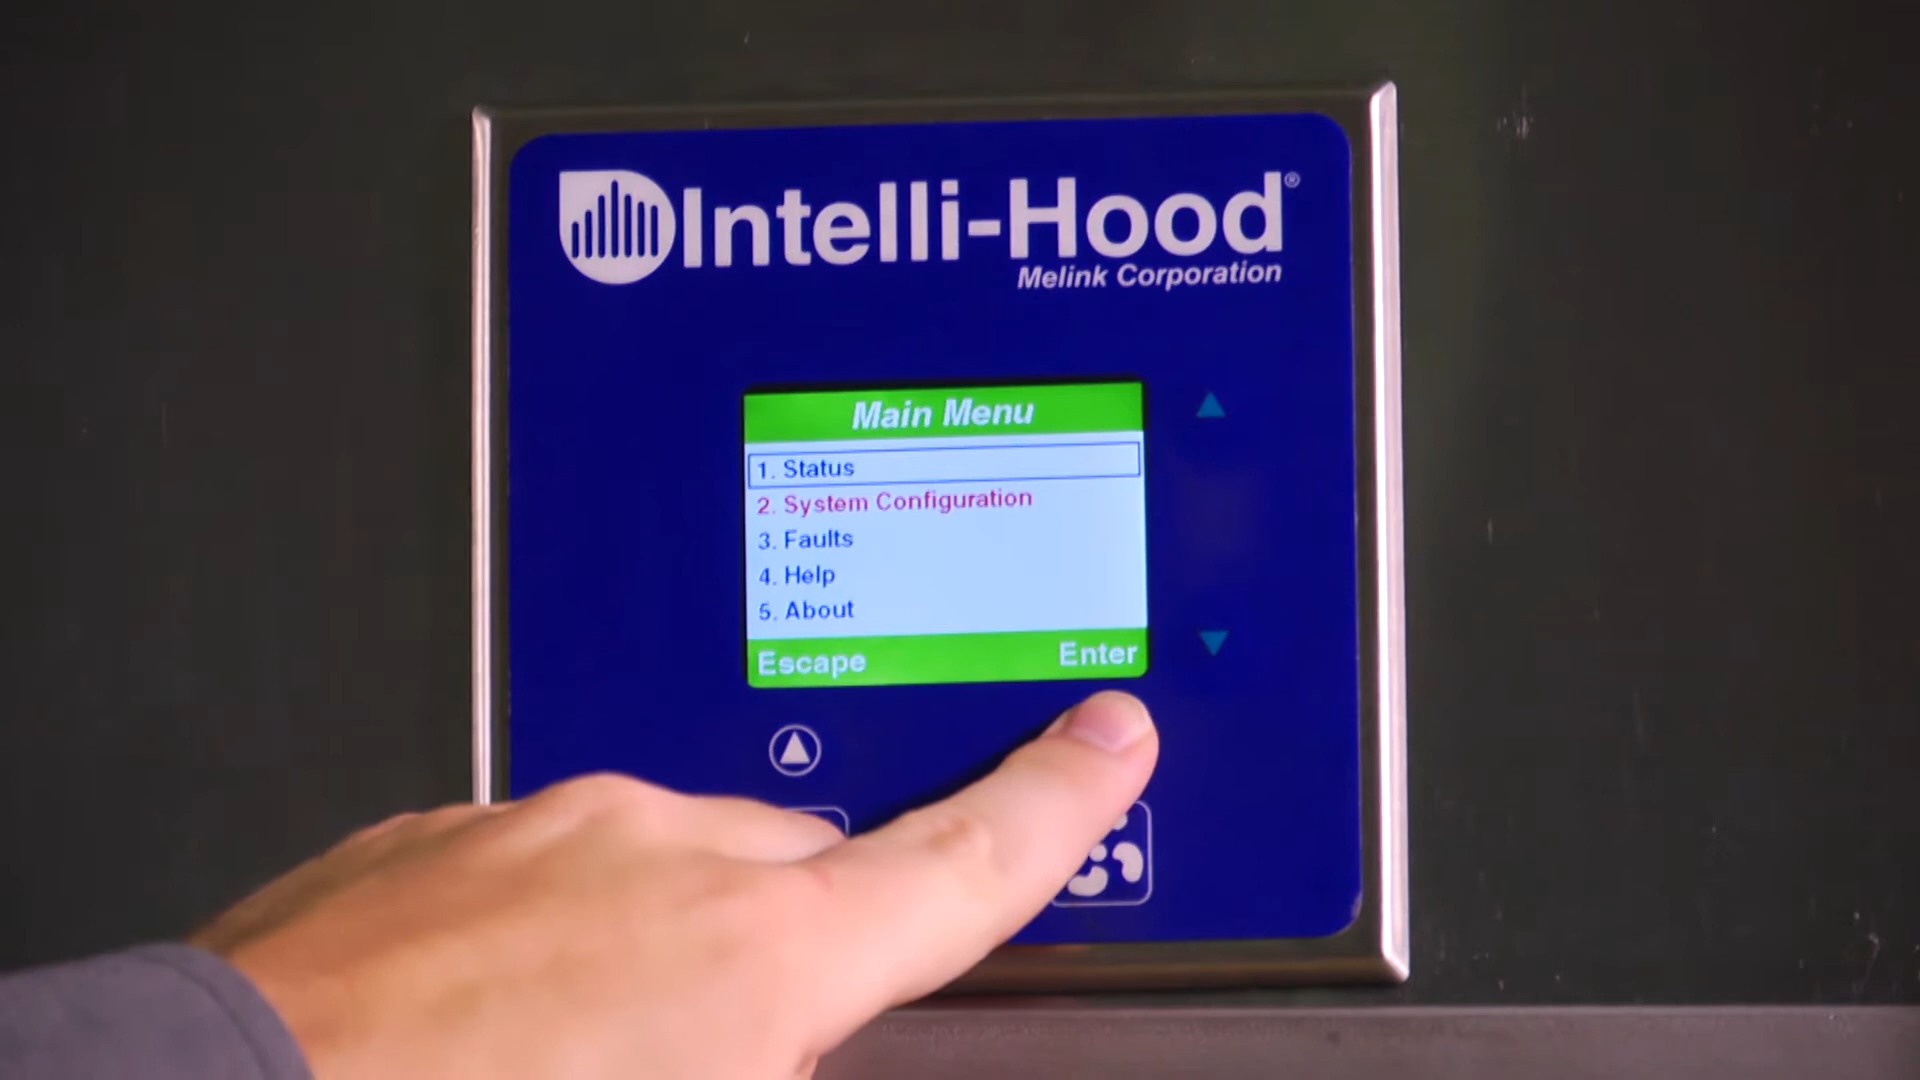 Intelli-Hood®
Melink Corporation
Main Menu
1. Status
2. System Configuration
3. Faults
4. Help
5. About
Escape Enter